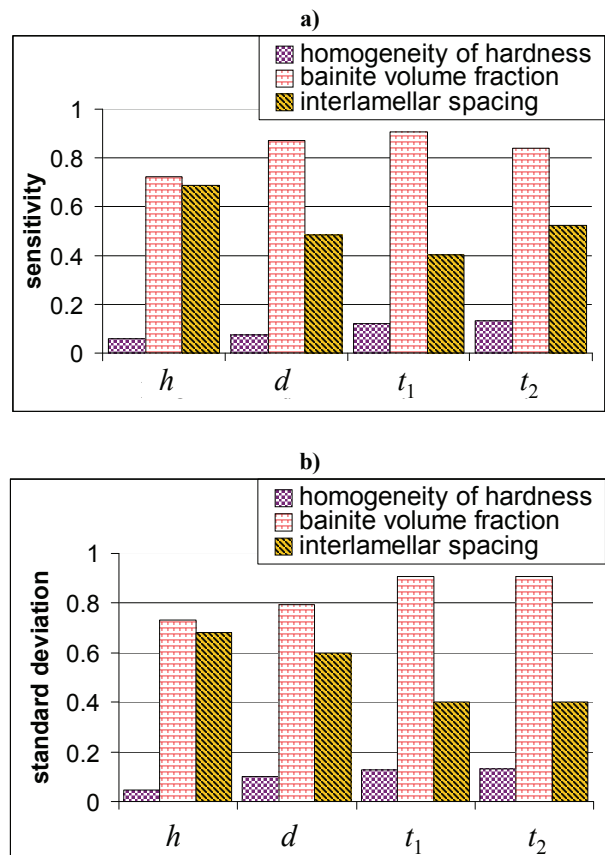 a)
homogeneity of hardness
bainite volume fraction
interlamellar spacing
1
0.8
0.6
0.4
0.2
0
sensitivity
h d t1 t2
b)
homogeneity of hardness
bainite volume fraction
interlamellar spacing
1
0.8
0.6
0.4
0.2
0
standard deviation
h d t1 t2